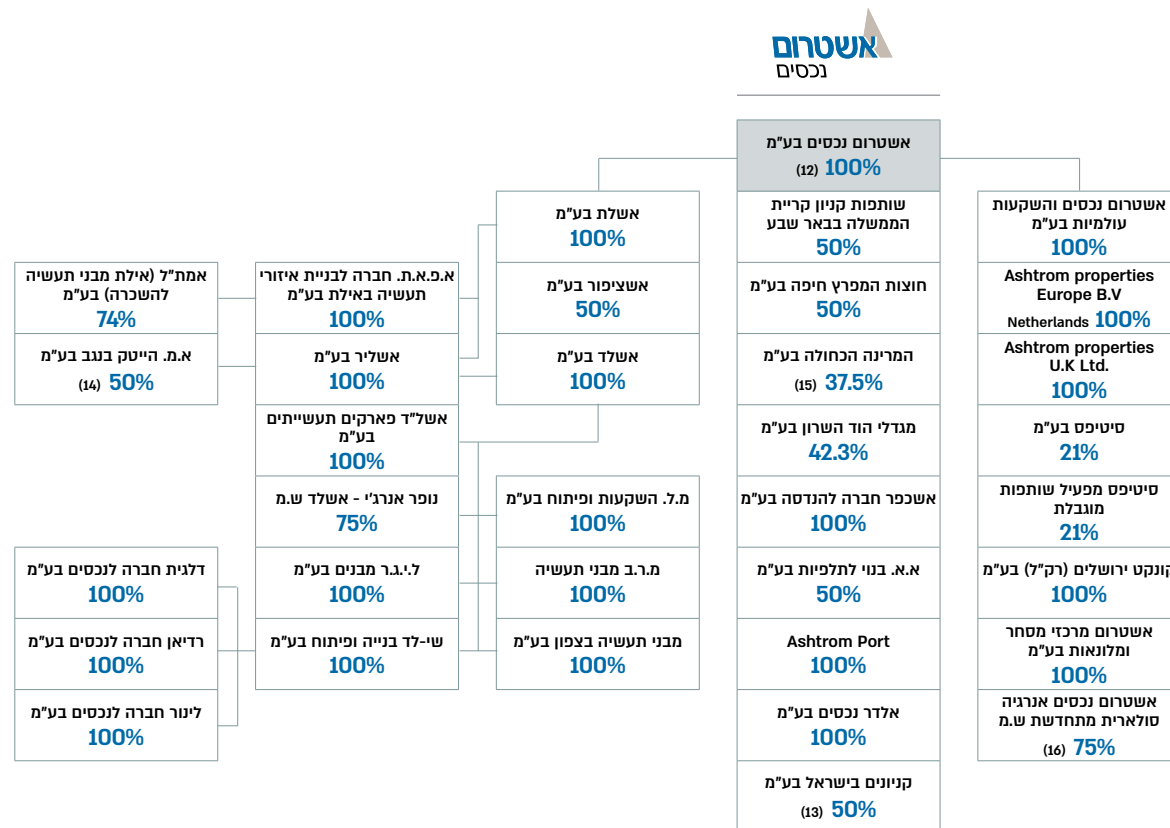 אשטרום
נכסים
אשטרום נכסים בע"מ
100% (12)
אשטרום נכסים והשקעות
עולמיות בע"מ
100%
Ashtrom properties
Europe B.V
Netherlands 100%
Ashtrom properties
U.K Ltd.
100%
סיטיפס בע"מ
21%
סיטיפס מפעיל שותפות
מוגבלת
21%
קונקט ירושלים (רק"ל) בע"מ
100%
אשטרום מרכזי מסחר
ומלונאות בע"מ
100%
אשטרום נכסים אנרגיה
סולארית מתחדשת ש.מ
75% (16)
שותפות קניון קריית
הממשלה בבאר שבע
50%
חוצות המפרץ חיפה בע"מ
50%
המרינה הכחולה בע"מ
37.5% (15)
מגדלי הוד השרון בע"מ
42.3%
אשכפר חברה להנדסה בע"מ
100%
א.א. בנוי לתלפיות בע"מ
50%
Ashtrom Port
100%
אלדר נכסים בע"מ
100%
קניונים בישראל בע"מ
50% (13)
אשלת בע"מ
100%
אשציפור בע"מ
50%
אשלד בע"מ
100%
מ.ל. השקעות ופיתוח בע"מ
100%
מ.ר.ב מבני תעשיה
100%
מבני תעשיה בצפון בע"מ
100%
א.פ.א.ת. חברה לבניית איזורי
תעשיה באילת בע"מ
100%
אשליר בע"מ
100%
אשל"ד פארקים תעשייתים
בע"מ
100%
נופר אנרג'י - אשלד ש.מ
75%
ל.י.ג.ר מבנים בע"מ
100%
שי-לד בנייה ופיתוח בע"מ
100%
אמת"ל (אילת מבני תעשיה
להשכרה) בע"מ
74%
א.מ. הייטק בנגב בע"מ
50% (14)
דלגית חברה לנכסים בע"מ
100%
רדיאן חברה לנכסים בע"מ
100%
לינור חברה לנכסים בע"מ
100%